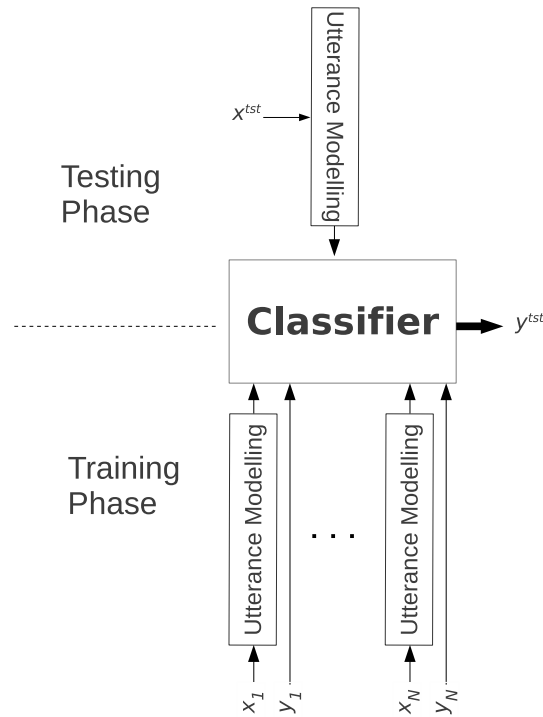 Utterance Modelling
x^tst
Testing
Phase
Classifier
y^tst
Training
Phase
Utterance Modelling
. . .
Utterance Modelling
x_1
y_1
x_N
y_N